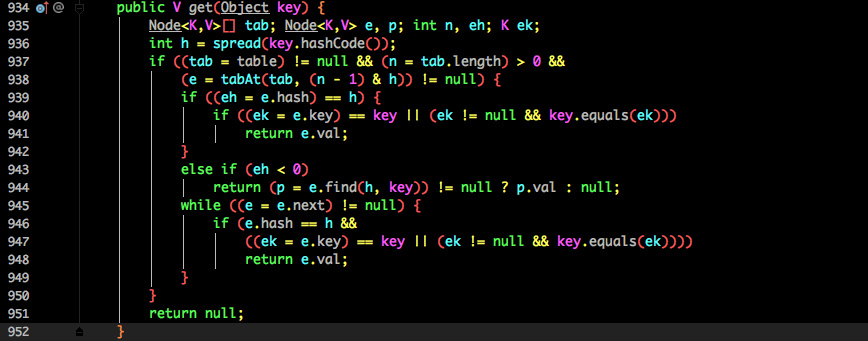 934 @ public V get(Object key) {
935 Node<K,V>[] tab; Node<K,V> e, p; int n, eh; K ek;
936 int h = spread(key.hashCode());
937 if ((tab = table) != null && (n = tab.length) > 0 &&
938 (e = tabAt(tab, (n - 1) & h)) != null) {
939 if ((eh = e.hash) == h) {
940 if ((ek = e.key) == key || (ek != null && key.equals(ek)))
941 return e.val;
942 }
943 else if (eh < 0)
944 return (p = e.find(h, key)) != null ? p.val : null;
945 while ((e = e.next) != null) {
946 if (e.hash == h &&
947 ((ek = e.key) == key || (ek != null && key.equals(ek))))
948 return e.val;
949 }
950 }
951 return null;
952 }